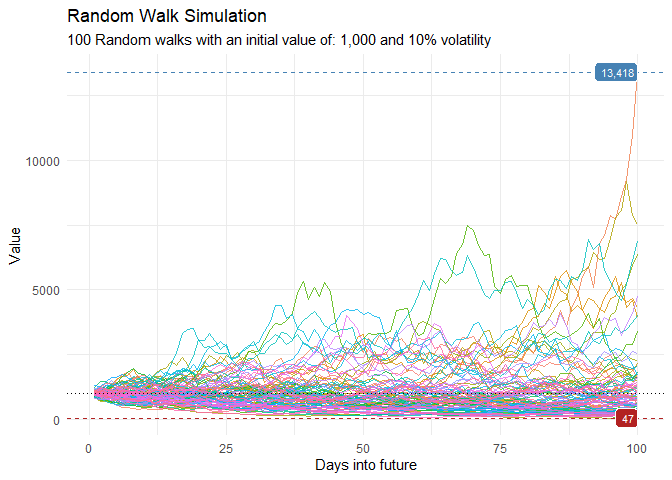 Random Walk Simulation
100 Random walks with an initial value of: 1,000 and 10% volatility
13,418
10000
Value
5000
0
47
0 25 50 75 100
Days into future